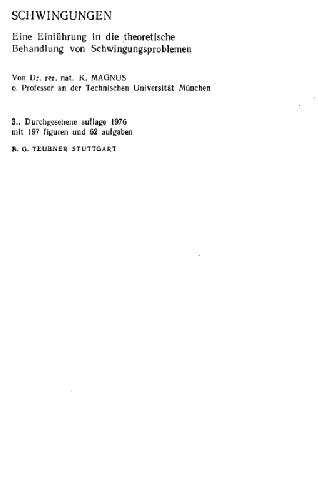 SCHWINGUNGEN
Eine Einführung in die theoretische
Behandlung von Schwingungsproblemen
Von Dr. rer. nat. K. MAGNUS
o. Professor an der Technischen Universität München
3., Durchgesehene auflage 1976
mit 197 figuren und 62 aufgaben
B. G. TEUBNER STUTTGART